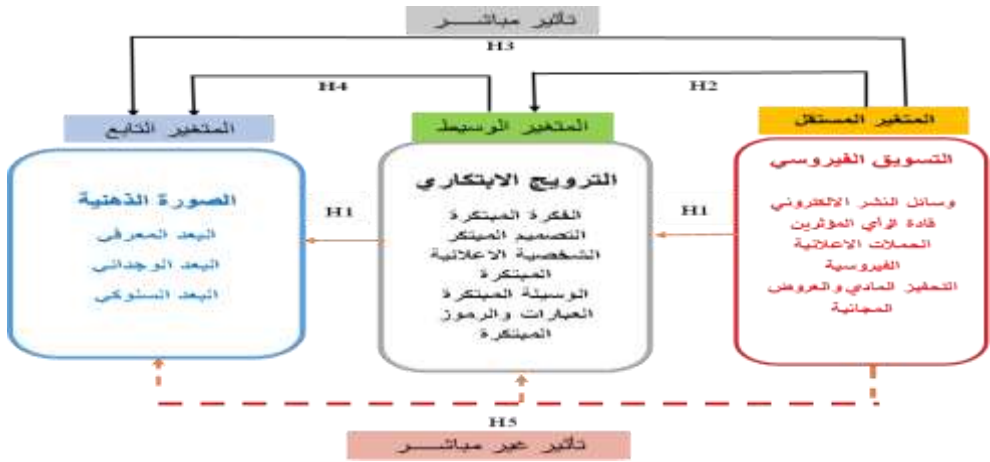 تأثير مباشـــر
H3
H4
H2
المتغير المستقل
المتغير الوسيط
المتغير التابع
التسويق الفيروسي
وسائل النشر الالكتروني
قادة الرأي المؤثرين
الحملات الاعلانية
الفيروسية
التحفيز المادي والعروض
المجانية
H1
الترويج الابتكاري
الفكرة المبتكرة
التصميم المبتكر
الشخصية الاعلانية
المبتكرة
الوسيلة المبتكرة
العبارات والرموز
المبتكرة
H1
الصورة الذهنية
البعد المعرفي
البعد الوجداني
البعد السلوكي
H5
تأثير غير مباشـــر